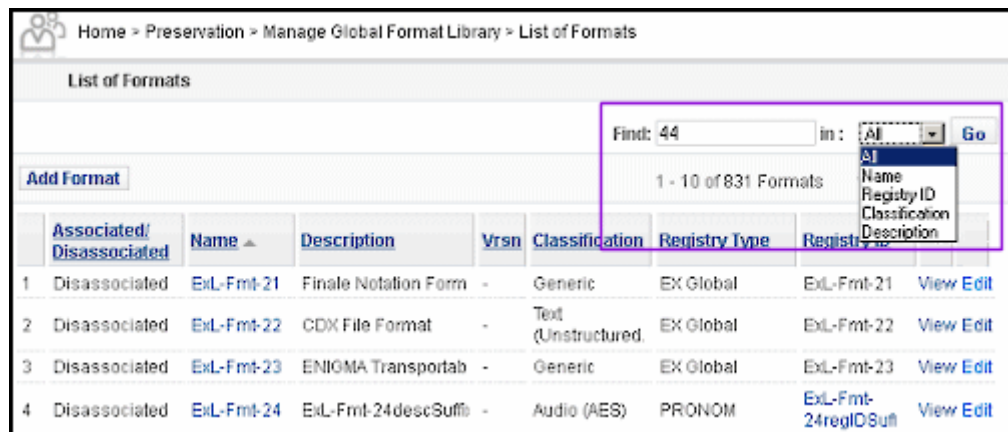 Home > Preservation > Manage Global Format Library > List of Formats
List of Formats
Find: 44 in : All Go
All
Name
Registry ID
Classification
Description
Add Format
1 - 10 of 831 Formats
Associated/ Disassociated Name Description Vrsn Classification Registry Type Registry ID
1 Disassociated ExL-Fmt-21 Finale Notation Form - Generic EX Global ExL-Fmt-21 View Edit
2 Disassociated ExL-Fmt-22 CDX File Format - Text (Unstructured. EX Global ExL-Fmt-22 View Edit
3 Disassociated ExL-Fmt-23 ENIGMA Transportab - Generic EX Global ExL-Fmt-23 View Edit
4 Disassociated ExL-Fmt-24 ExL-Fmt-24descSuffi - Audio (AES) PRONOM ExL-Fmt-24regIDSuff View Edit